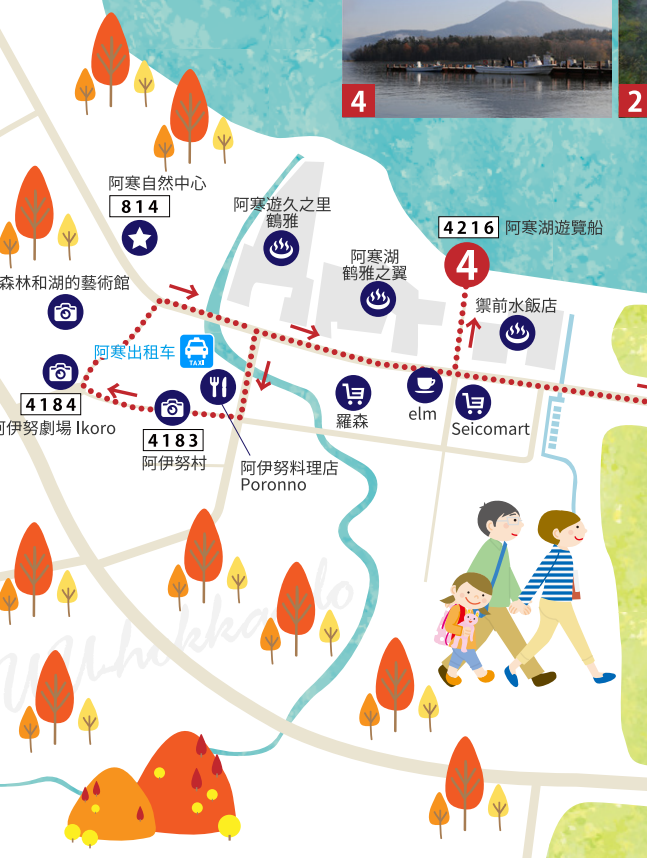 4
2
阿寒自然中心
814
阿寒遊久之里
鶴雅
4216 阿寒湖遊覽船
4
阿寒湖
鹤雅之翼
森林和湖的藝術館
禦前水飯店
阿寒出租车
TAXI
4184
阿伊努劇場 Ikoro
4183
阿伊努村
羅森
elm
Seicomart
阿伊努料理店
Poronno